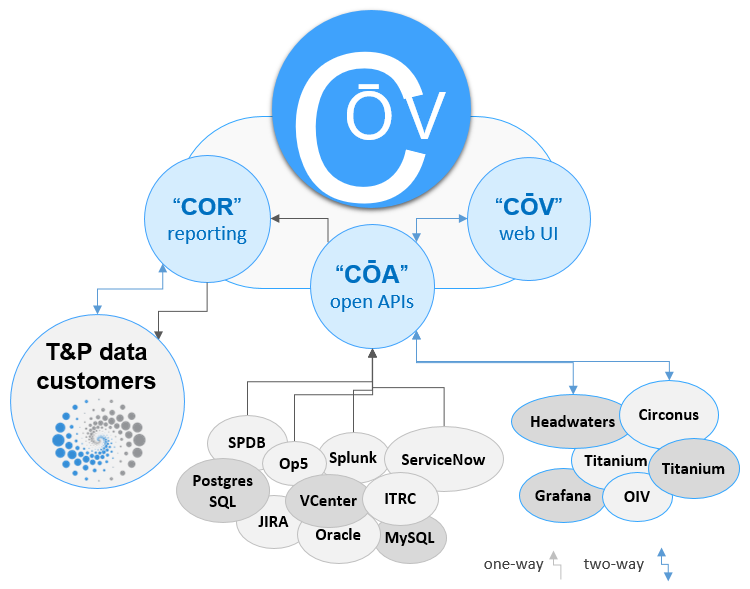 CŌV
“COR”
reporting
“CŌV”
web UI
“CŌA”
open APIs
T&P data
customers
SPDB
Op5
Splunk
ServiceNow
Postgres
SQL
VCenter
ITRC
JIRA
Oracle
MySQL
Headwaters
Circonus
Titanium
Titanium
Grafana
OIV
one-way
two-way